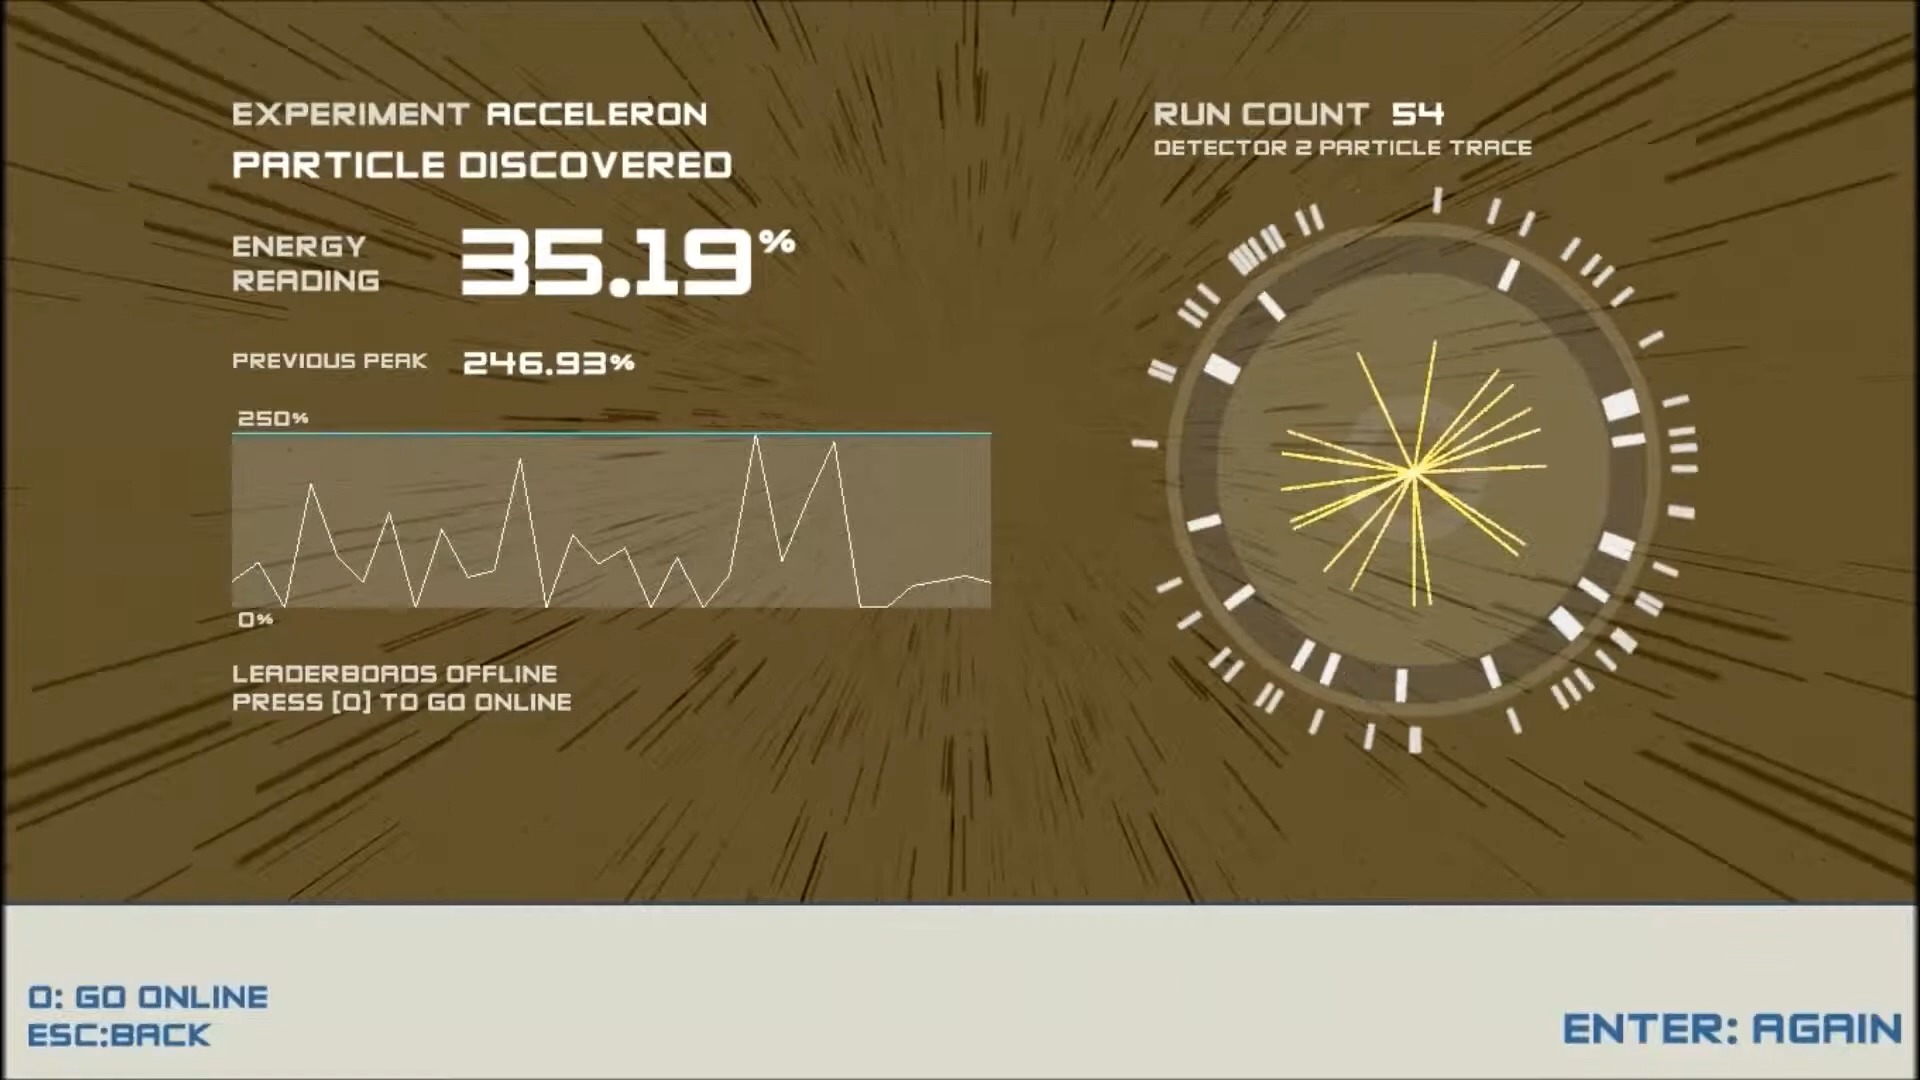 EXPERIMENT ACCELERON
PARTICLE DISCOVERED
ENERGY
READING
35.19%
PREVIOUS PEAK 246.93%
250%
0%
LEADERBOADS OFFLINE
PRESS [O] TO GO ONLINE
RUN COUNT 54
DETECTOR 2 PARTICLE TRACE
O: GO ONLINE
ESC:BACK
ENTER: AGAIN